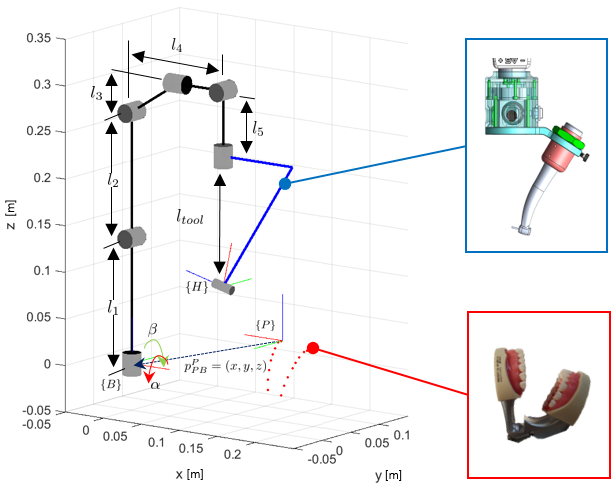 0.35
0.3
0.25
0.2
0.15
0.1
0.05
0
-0.05
z [m]
-0.05
0
0.05
0.1
0.15
0.2
x [m]
-0.05
0
0.05
0.1
y [m]
l_4
l_3
l_5
l_2
l_{tool}
l_1
{H}
{P}
β
{B}
α
p^P_{PB} = (x, y, z)